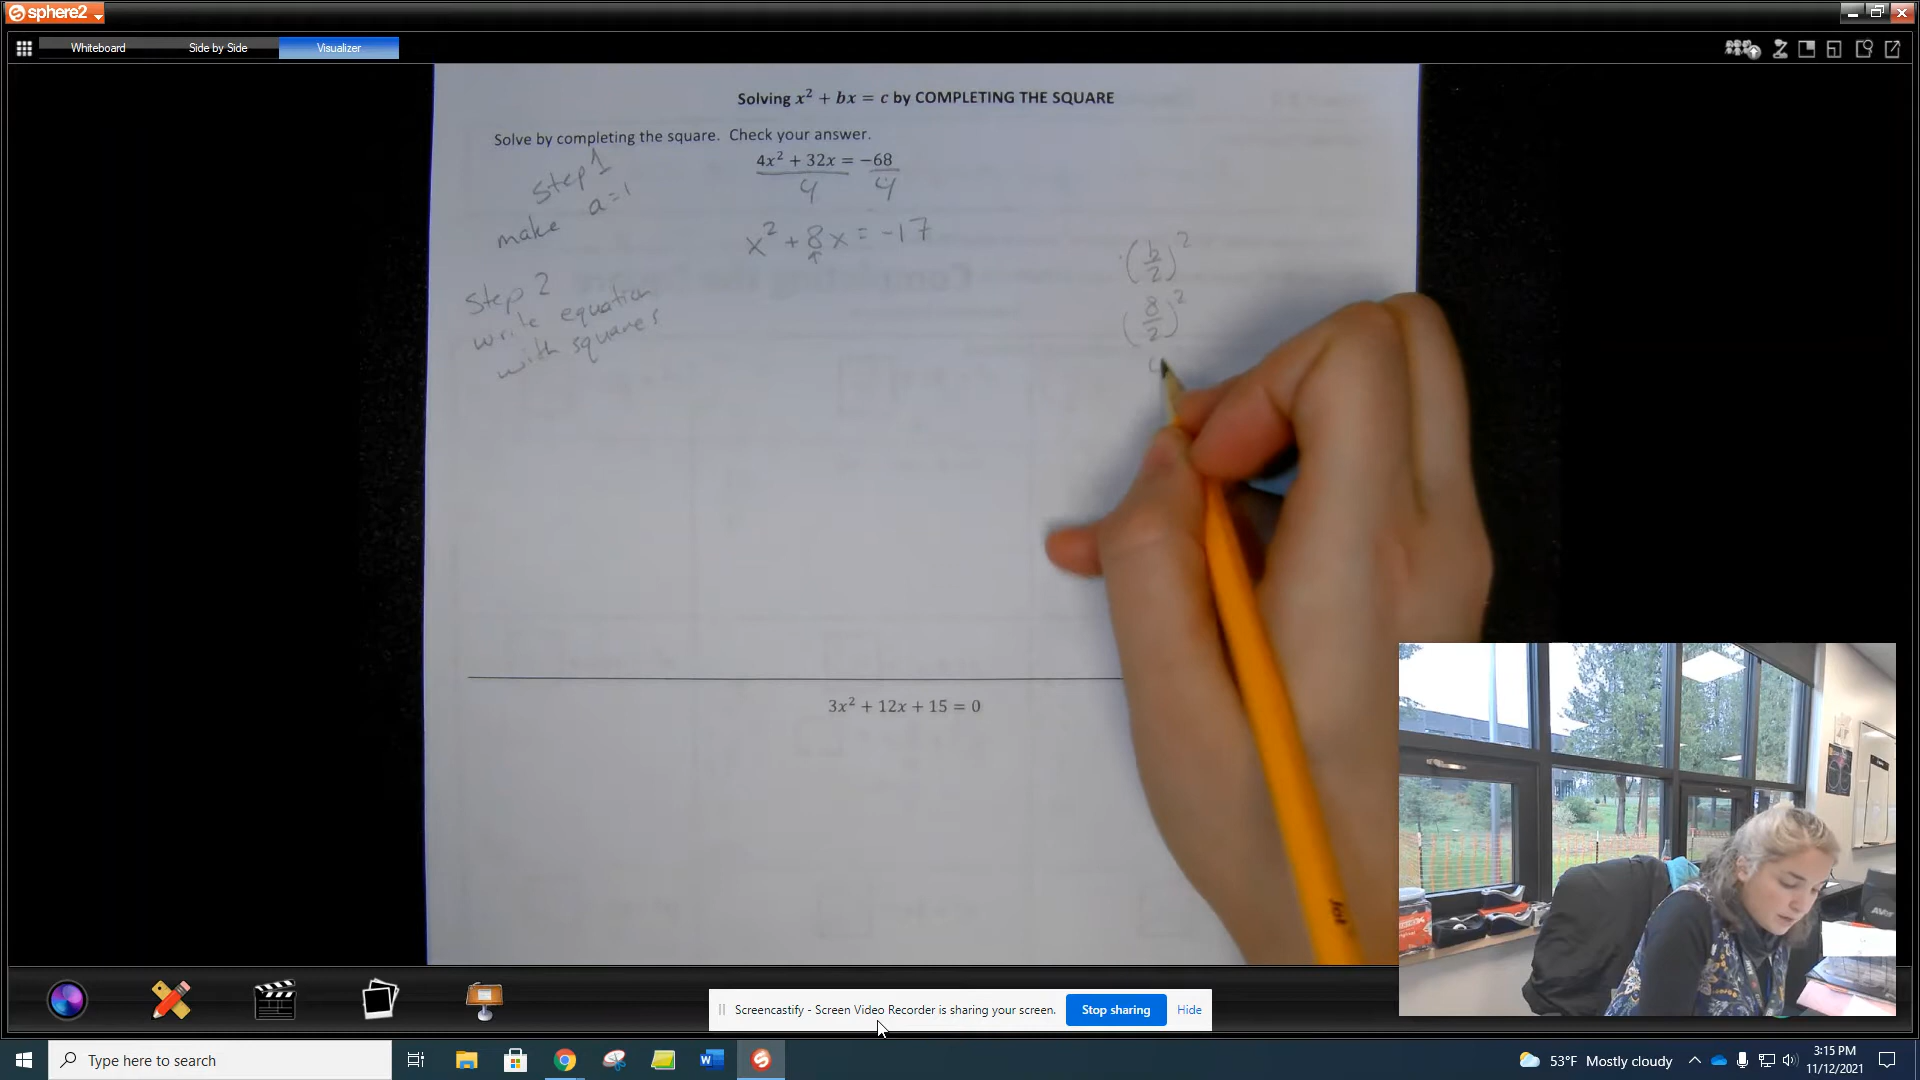 sphere2
Whiteboard Side by Side Visualizer
Solving x² + bx = c by COMPLETING THE SQUARE
Solve by completing the square. Check your answer.
4x² + 32x = −68
4 4
step 1
make a=1
x² + 8x = -17
(b/2)²
Step 2
write equation
with squares
(8/2)²
4
3x² + 12x + 15 = 0
Screencastify - Screen Video Recorder is sharing your screen. Stop sharing Hide
Type here to search
53°F Mostly cloudy
3:15 PM
11/12/2021